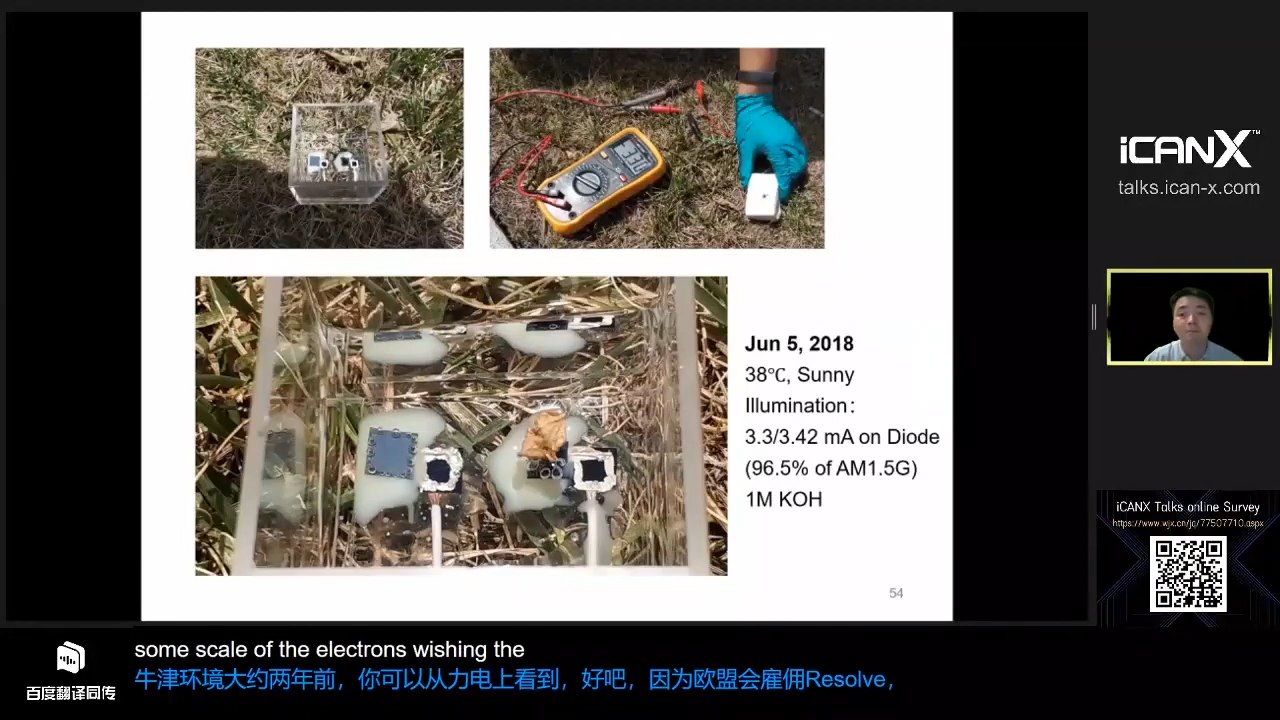 Jun 5, 2018
38℃, Sunny
Illumination：
3.3/3.42 mA on Diode
(96.5% of AM1.5G)
1M KOH
54
iCANX™
talks.ican-x.com
iCANX Talks online Survey
https://www.wjx.cn/jq/77507710.aspx
some scale of the electrons wishing the
牛津环境大约两年前，你可以从力电上看到，好吧，因为欧盟会雇佣Resolve，
百度翻译同传